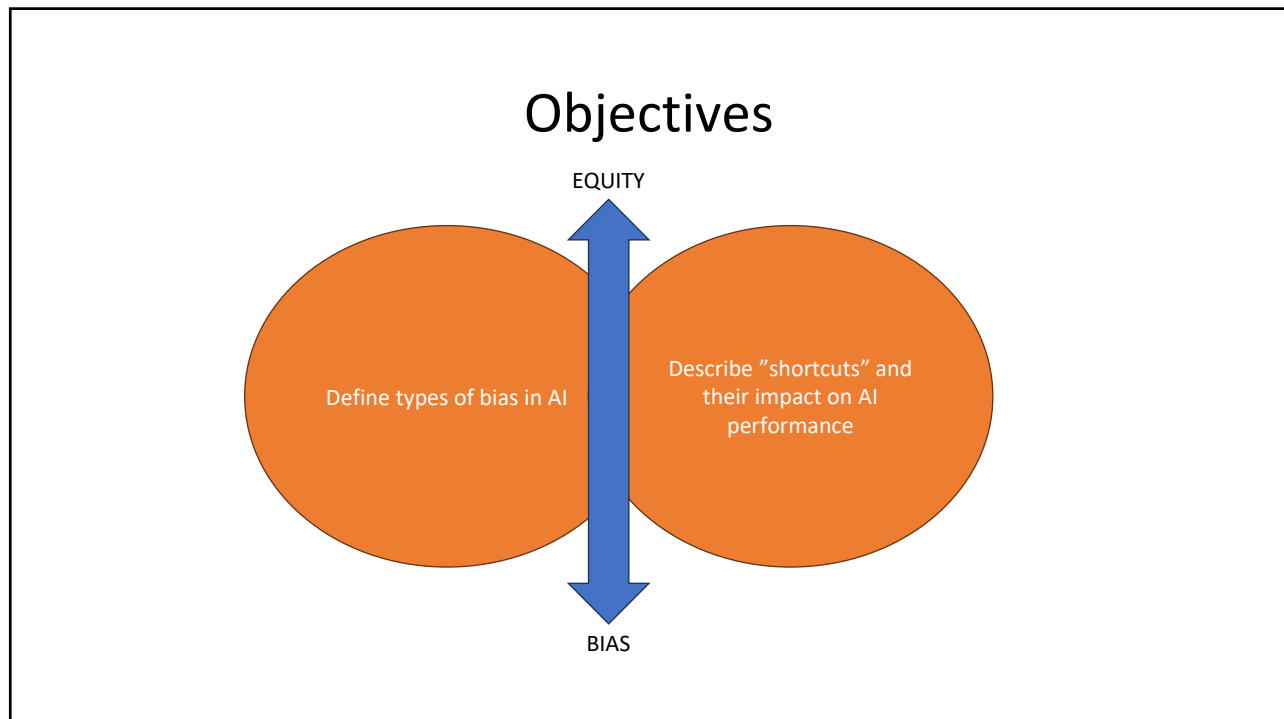 Objectives
EQUITY
Define types of bias in AI
Describe ”shortcuts” and
their impact on AI
performance
BIAS